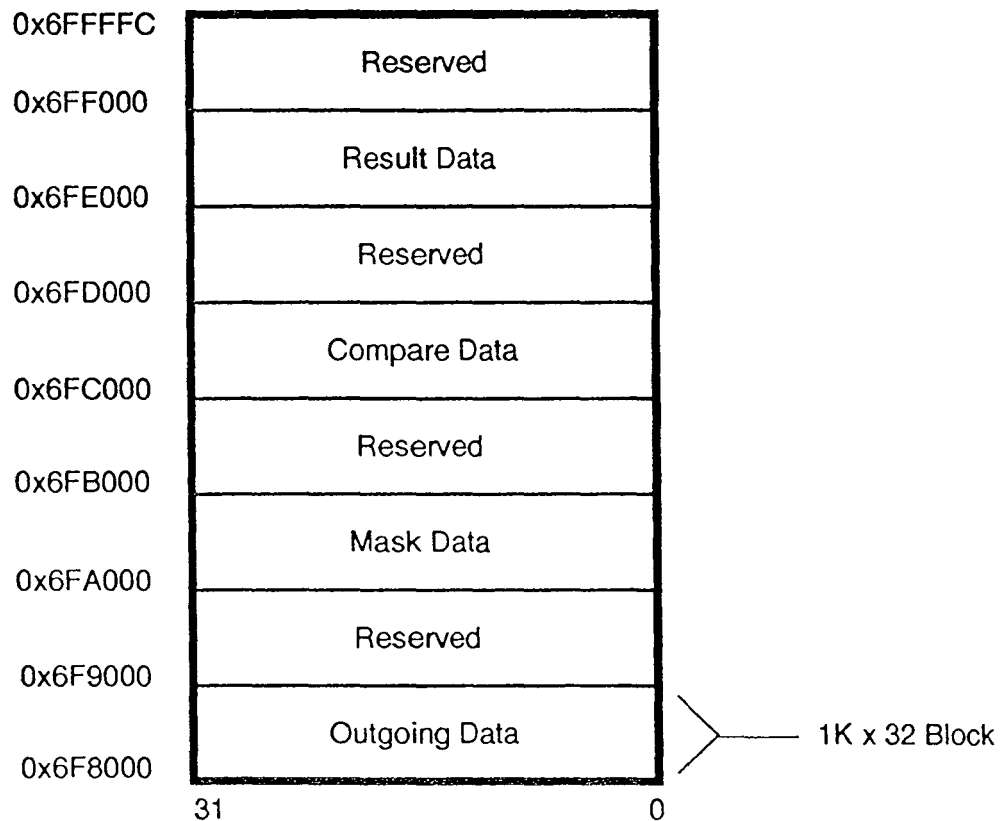 0x6FFFFC
Reserved
0x6FF000
Result Data
0x6FE000
Reserved
0x6FD000
Compare Data
0x6FC000
Reserved
0x6FB000
Mask Data
0x6FA000
Reserved
0x6F9000
Outgoing Data
1K x 32 Block
0x6F8000
31 0